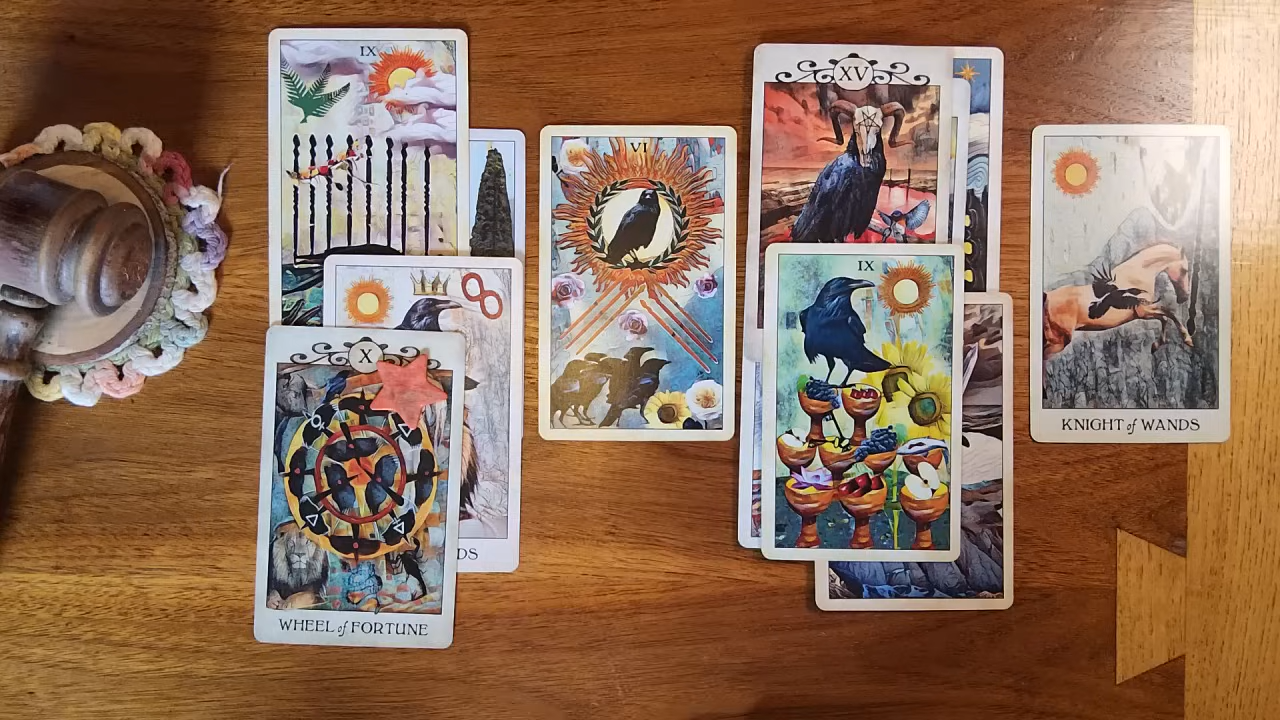 IX
DS
X
WHEEL of FORTUNE
VI
XV
IX
KNIGHT of WANDS